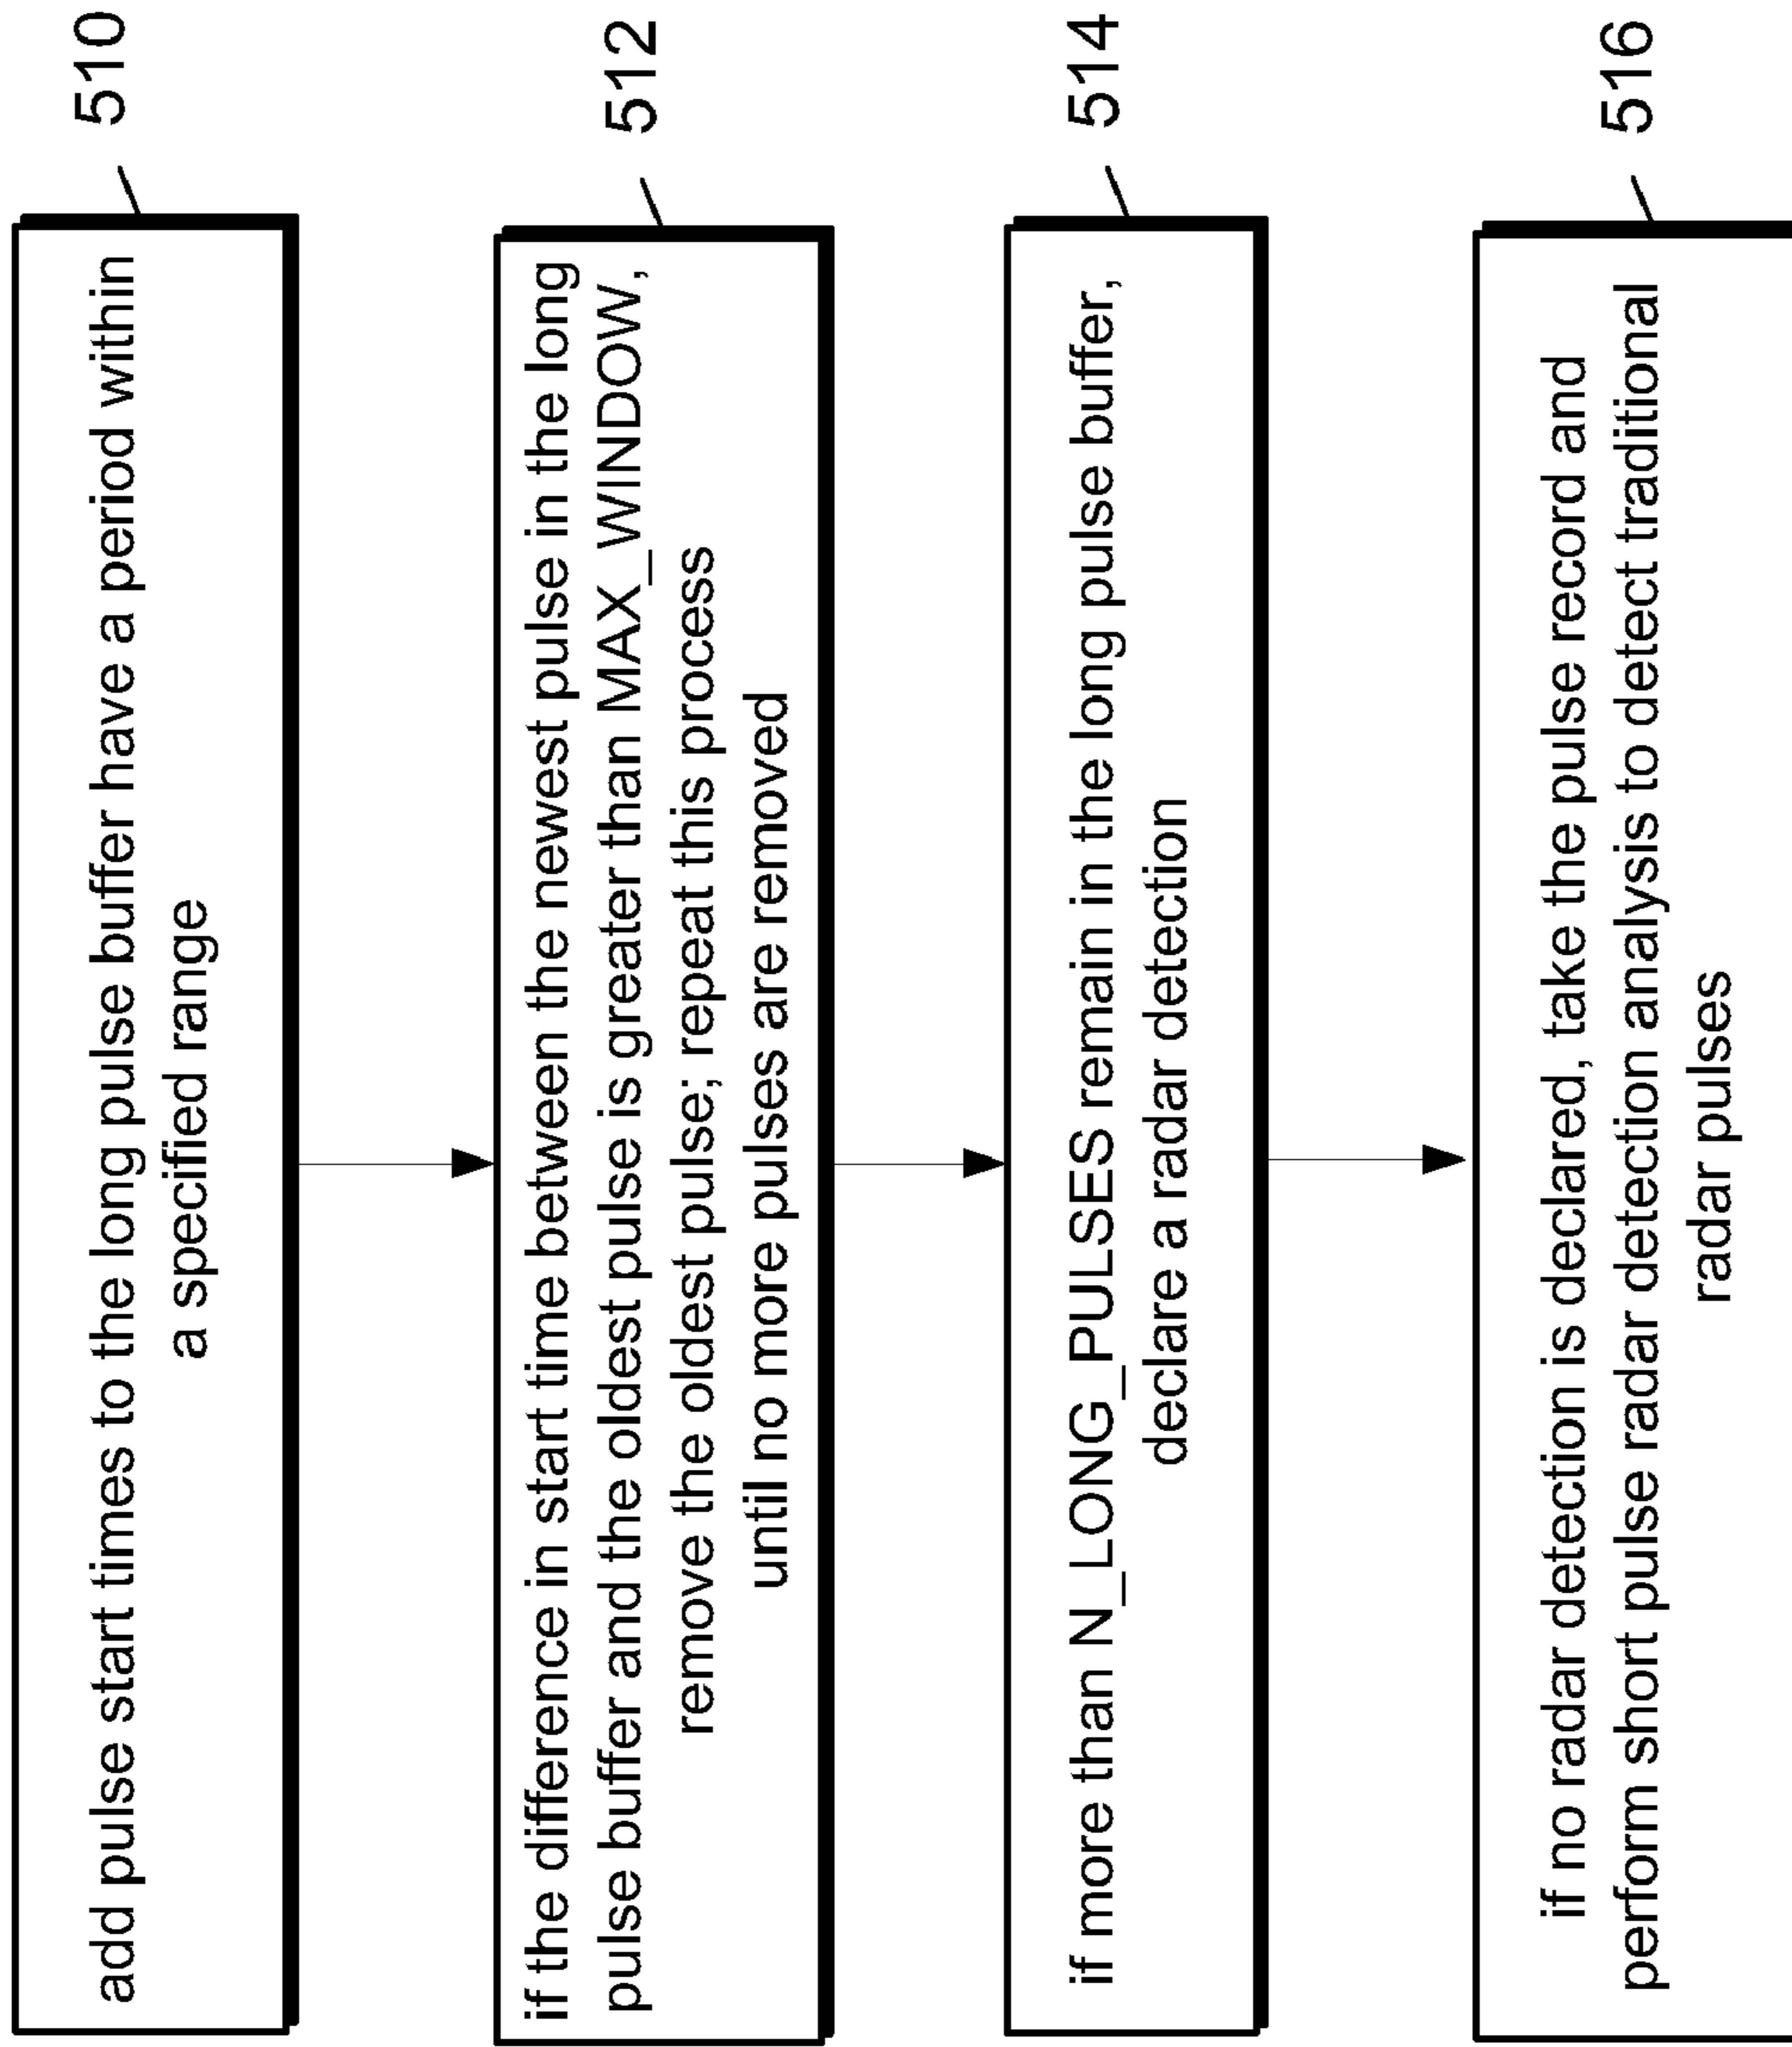 add pulse start times to the long pulse buffer have a period within
a specified range
510
if the difference in start time between the newest pulse in the long
pulse buffer and the oldest pulse is greater than MAX_WINDOW,
remove the oldest pulse; repeat this process
until no more pulses are removed
512
if more than N_LONG_PULSES remain in the long pulse buffer,
declare a radar detection
514
if no radar detection is declared, take the pulse record and
perform short pulse radar detection analysis to detect traditional
radar pulses
516